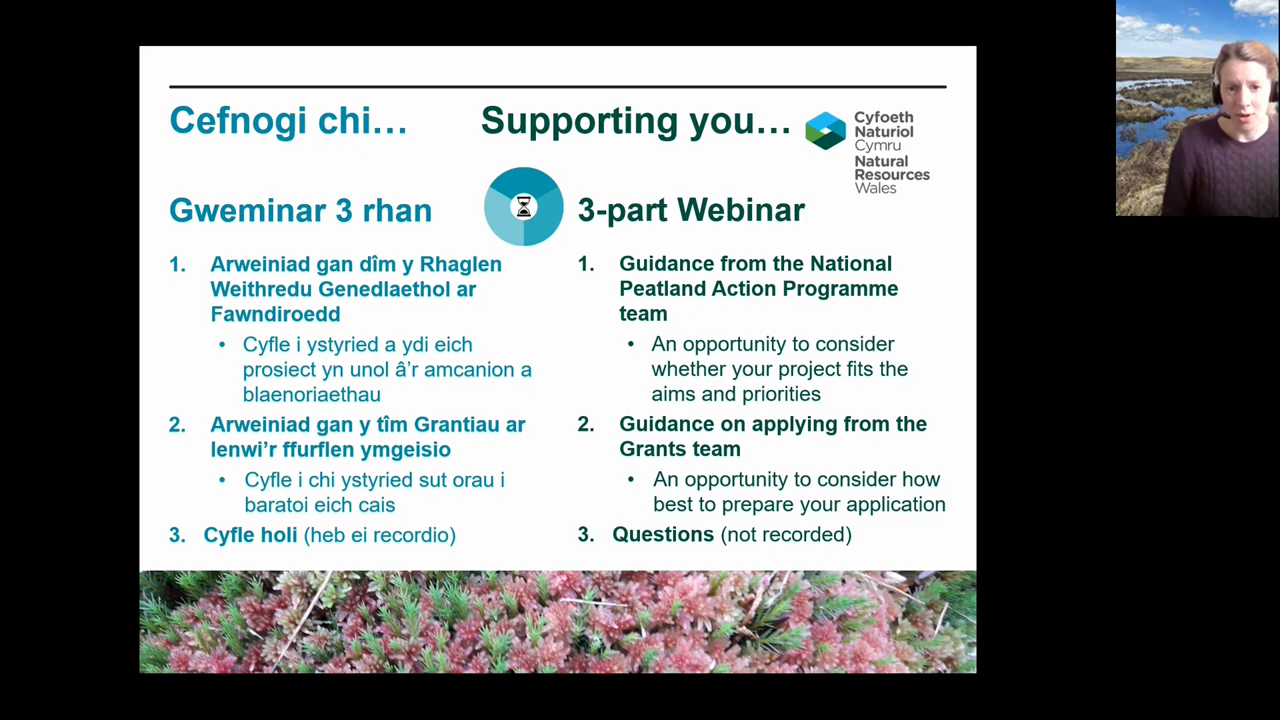 Cefnogi chi…
Supporting you…
Cyfoeth
Naturiol
Cymru
Natural
Resources
Wales
Gweminar 3 rhan
1. Arweiniad gan dîm y Rhaglen
Weithredu Genedlaethol ar
Fawndiroedd
• Cyfle i ystyried a ydi eich
prosiect yn unol â’r amcanion a
blaenoriaethau
2. Arweiniad gan y tîm Grantiau ar
lenwi’r ffurflen ymgeisio
• Cyfle i chi ystyried sut orau i
baratoi eich cais
3. Cyfle holi (heb ei recordio)
3-part Webinar
1. Guidance from the National
Peatland Action Programme
team
• An opportunity to consider
whether your project fits the
aims and priorities
2. Guidance on applying from the
Grants team
• An opportunity to consider how
best to prepare your application
3. Questions (not recorded)